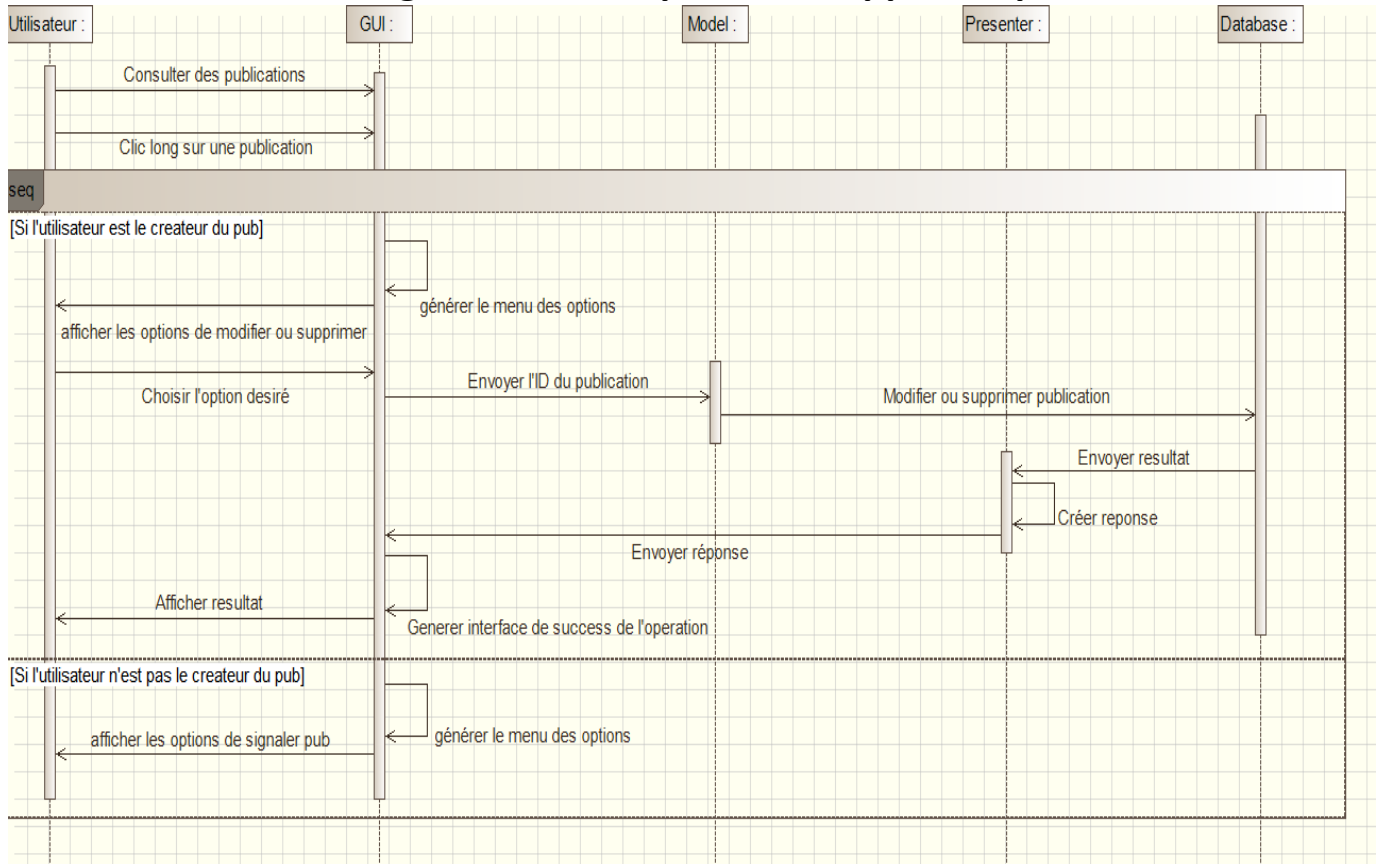 Utilisateur :
GUI :
Model :
Presenter :
Database :
Consulter des publications
Clic long sur une publication
seq
[Si l'utilisateur est le createur du pub]
générer le menu des options
afficher les options de modifier ou supprimer
Choisir l'option desiré
Envoyer l'ID du publication
Modifier ou supprimer publication
Envoyer resultat
Créer reponse
Envoyer réponse
Afficher resultat
Generer interface de success de l'operation
[Si l'utilisateur n'est pas le createur du pub]
générer le menu des options
afficher les options de signaler pub